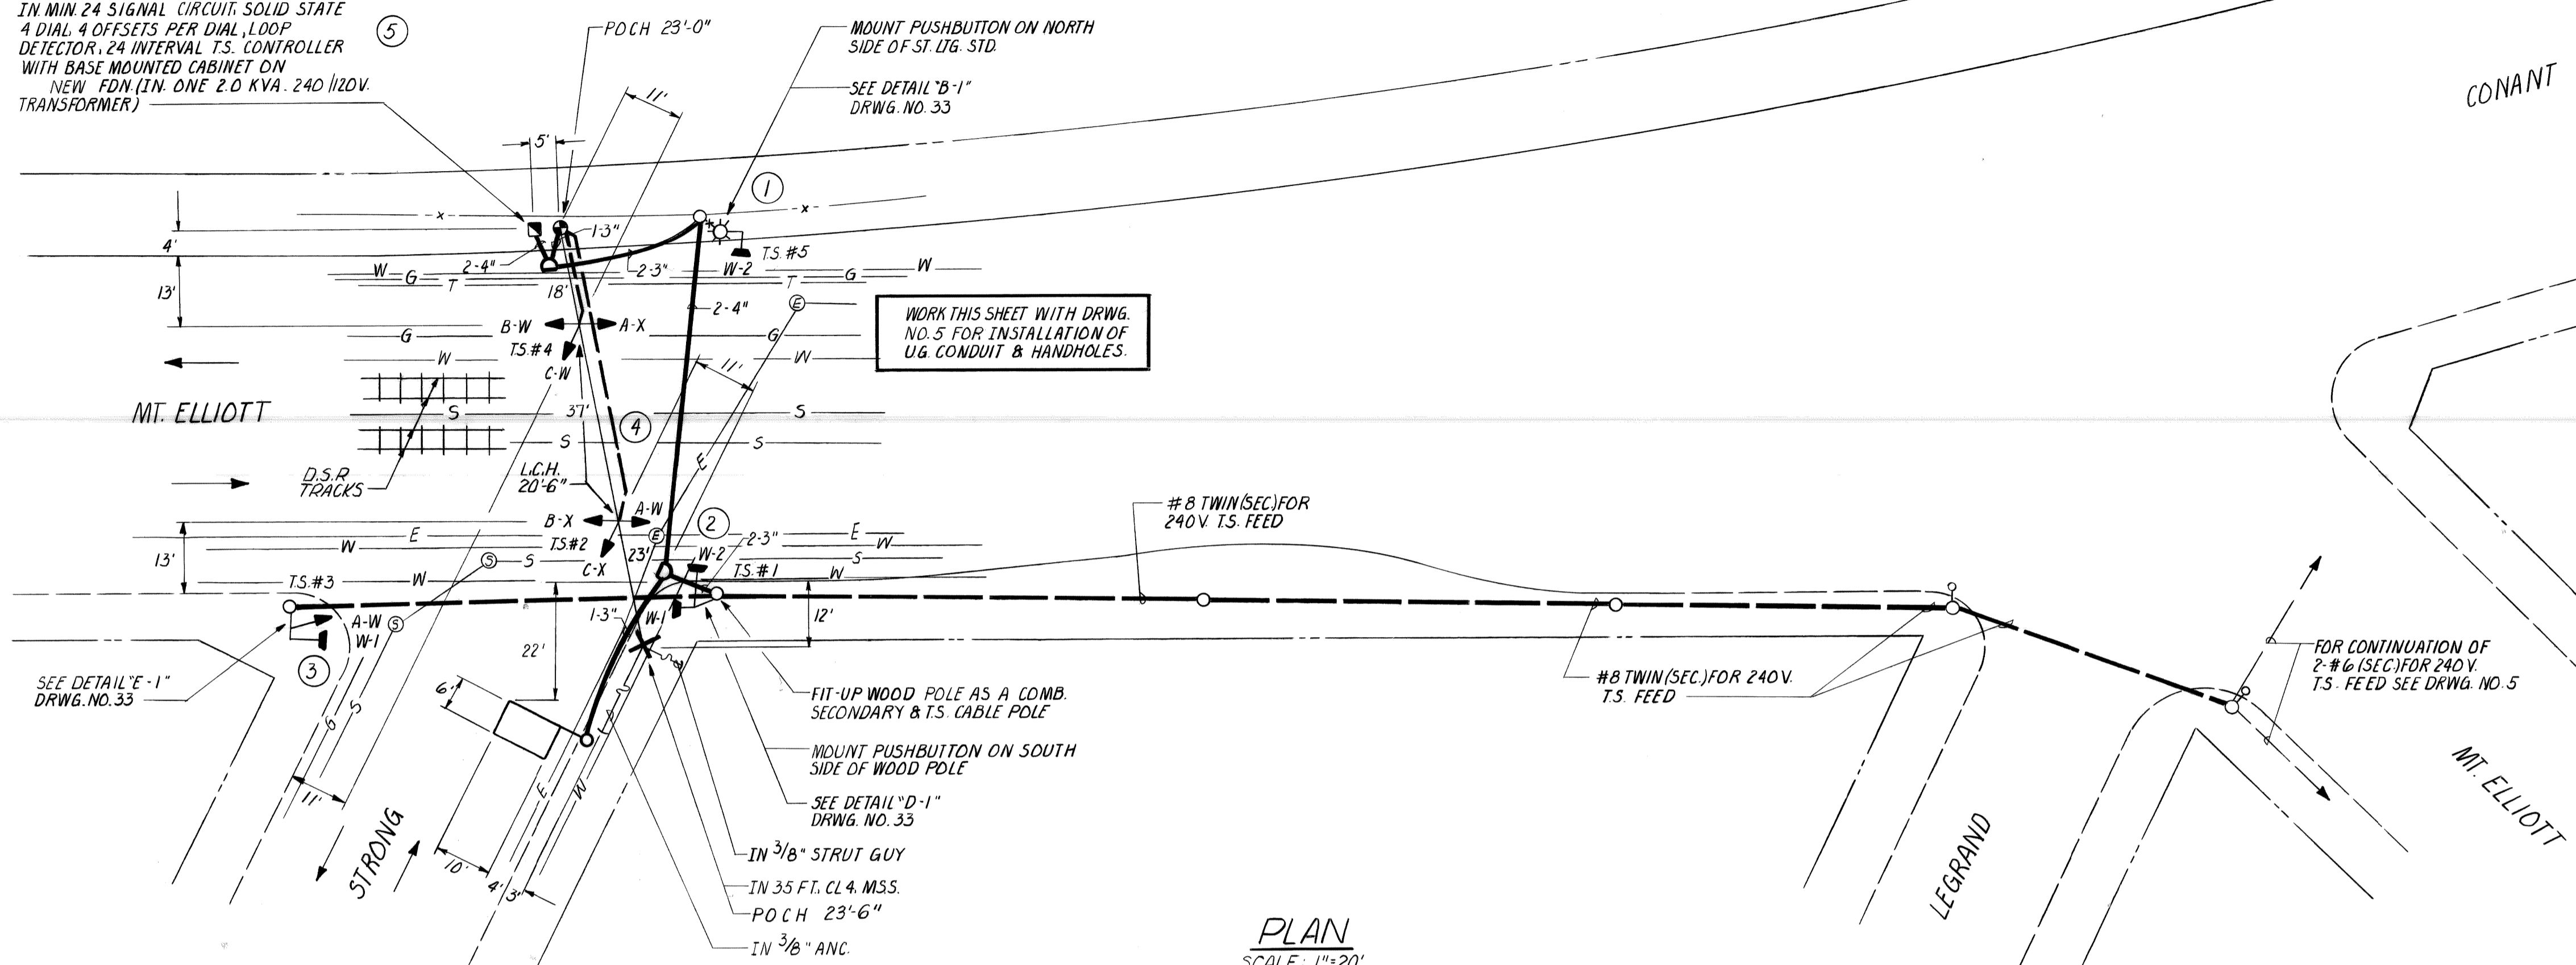 IN. MIN. 24 SIGNAL CIRCUIT, SOLID STATE
4 DIAL, 4 OFFSETS PER DIAL, LOOP
DETECTOR, 24 INTERVAL T.S. CONTROLLER
WITH BASE MOUNTED CABINET ON
NEW FDN. (IN. ONE 2.0 KVA. 240/120V.
TRANSFORMER)
5
POCH 23'-0"
MOUNT PUSHBUTTON ON NORTH
SIDE OF ST. LTG. STD.
SEE DETAIL "B-1"
DRWG. NO. 33
CONANT
11'
5'
1
x
x
4'
1-3"
2-4"
2-3"
W-2
T.S. #5
W
G
T
T
G
W
13'
18'
2-4"
E
B-W
A-X
G
G
T.S. #4
W
W
C-W
WORK THIS SHEET WITH DRWG.
NO. 5 FOR INSTALLATION OF
U.G. CONDUIT & HANDHOLES.
11'
MT. ELLIOTT
S
37'
S
4
S
S
E
D.S.R
TRACKS
L.C.H.
20'-6"
A-W
B-X
2
E
E
2-3"
E
W
T.S. #2
23'
W-2
W
13'
S
S
C-X
S
T.S. #3
W
T.S. #1
W
#8 TWIN (SEC.) FOR
240V. T.S. FEED
A-W
W-1
S
1-3"
W-1
12'
3
22'
SEE DETAIL "E-1"
DRWG. NO. 33
6'
G
S
FIT-UP WOOD POLE AS A COMB.
SECONDARY & T.S. CABLE POLE
#8 TWIN (SEC.) FOR 240V.
T.S. FEED
FOR CONTINUATION OF
2-#6 (SEC.) FOR 240V.
T.S. FEED SEE DRWG. NO. 5
MOUNT PUSHBUTTON ON SOUTH
SIDE OF WOOD POLE
MT. ELLIOTT
11'
E
W
SEE DETAIL "D-1"
DRWG. NO. 33
STRONG
LEGRAND
10'
4'
3'
IN 3/8" STRUT GUY
IN 35 FT., CL 4, M.S.S.
POCH 23'-6"
IN 3/8" ANC.
PLAN
SCALE: 1"=20'